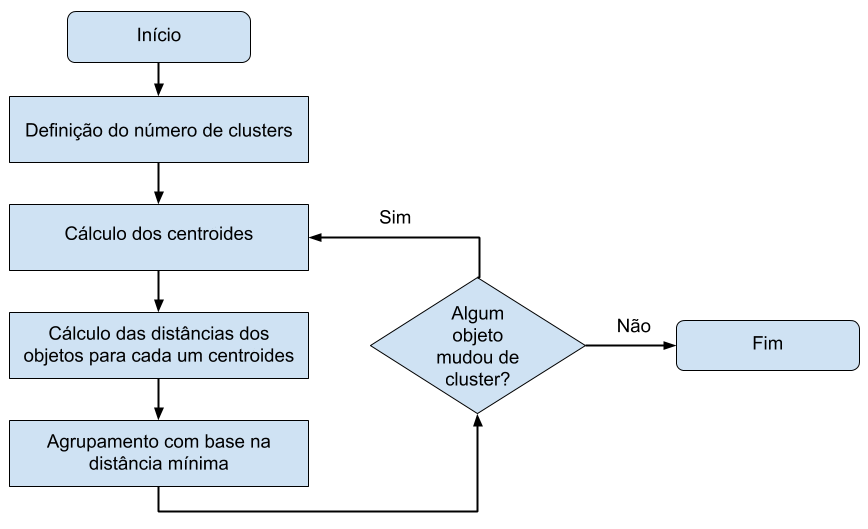 Início
Definição do número de clusters
Cálculo dos centroides
Cálculo das distâncias dos
objetos para cada um centroides
Agrupamento com base na
distância mínima
Sim
Algum
objeto
mudou de
cluster?
Não
Fim